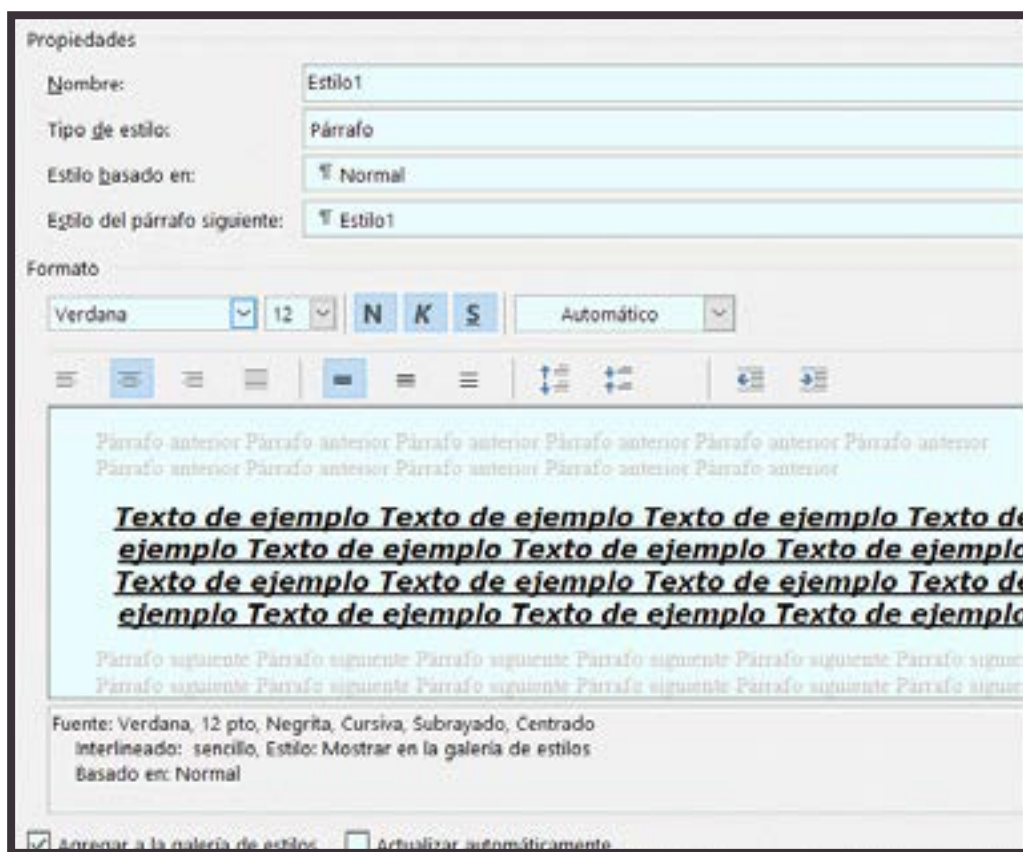 Propiedades
Nombre: Estilo1
Tipo de estilo: Párrafo
Estilo basado en: ¶ Normal
Estilo del párrafo siguiente: ¶ Estilo1
Formato
Verdana 12 N K S Automático
Párrafo anterior Párrafo anterior Párrafo anterior Párrafo anterior Párrafo anterior Párrafo anterior
Párrafo anterior Párrafo anterior Párrafo anterior Párrafo anterior Párrafo anterior
Texto de ejemplo Texto de ejemplo Texto de ejemplo Texto de
ejemplo Texto de ejemplo Texto de ejemplo Texto de ejemplo
Texto de ejemplo Texto de ejemplo Texto de ejemplo Texto de
ejemplo Texto de ejemplo Texto de ejemplo Texto de ejemplo
Párrafo siguiente Párrafo siguiente Párrafo siguiente Párrafo siguiente Párrafo siguiente Párrafo
Párrafo siguiente Párrafo siguiente Párrafo siguiente Párrafo siguiente Párrafo siguiente Párrafo
Fuente: Verdana, 12 pto, Negrita, Cursiva, Subrayado, Centrado
Interlineado: sencillo, Estilo: Mostrar en la galería de estilos
Basado en: Normal
Agregar a la galería de estilos Actualizar automáticamente